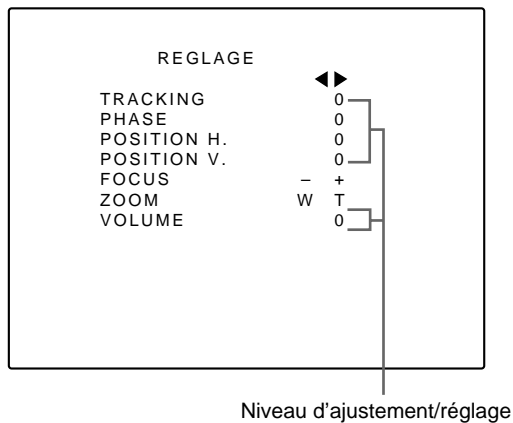 REGLAGE
◀ ▶
TRACKING 0
PHASE 0
POSITION H. 0
POSITION V. 0
FOCUS – +
ZOOM W T
VOLUME 0
Niveau d'ajustement/réglage